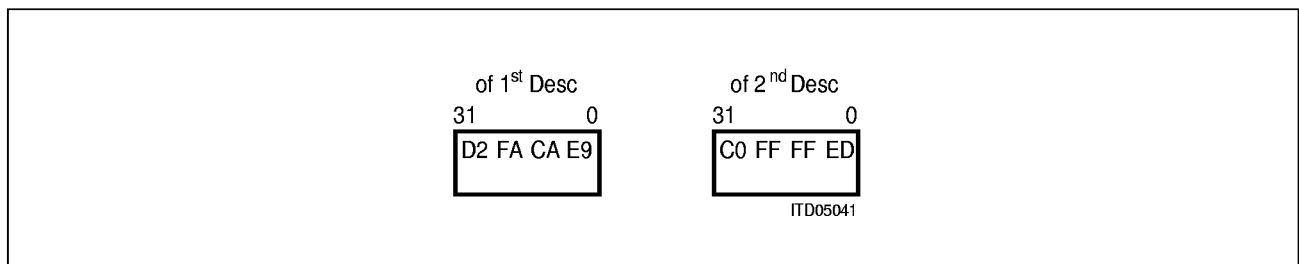 of 1st Desc
31 0
D2 FA CA E9
of 2nd Desc
31 0
C0 FF FF ED
ITD05041